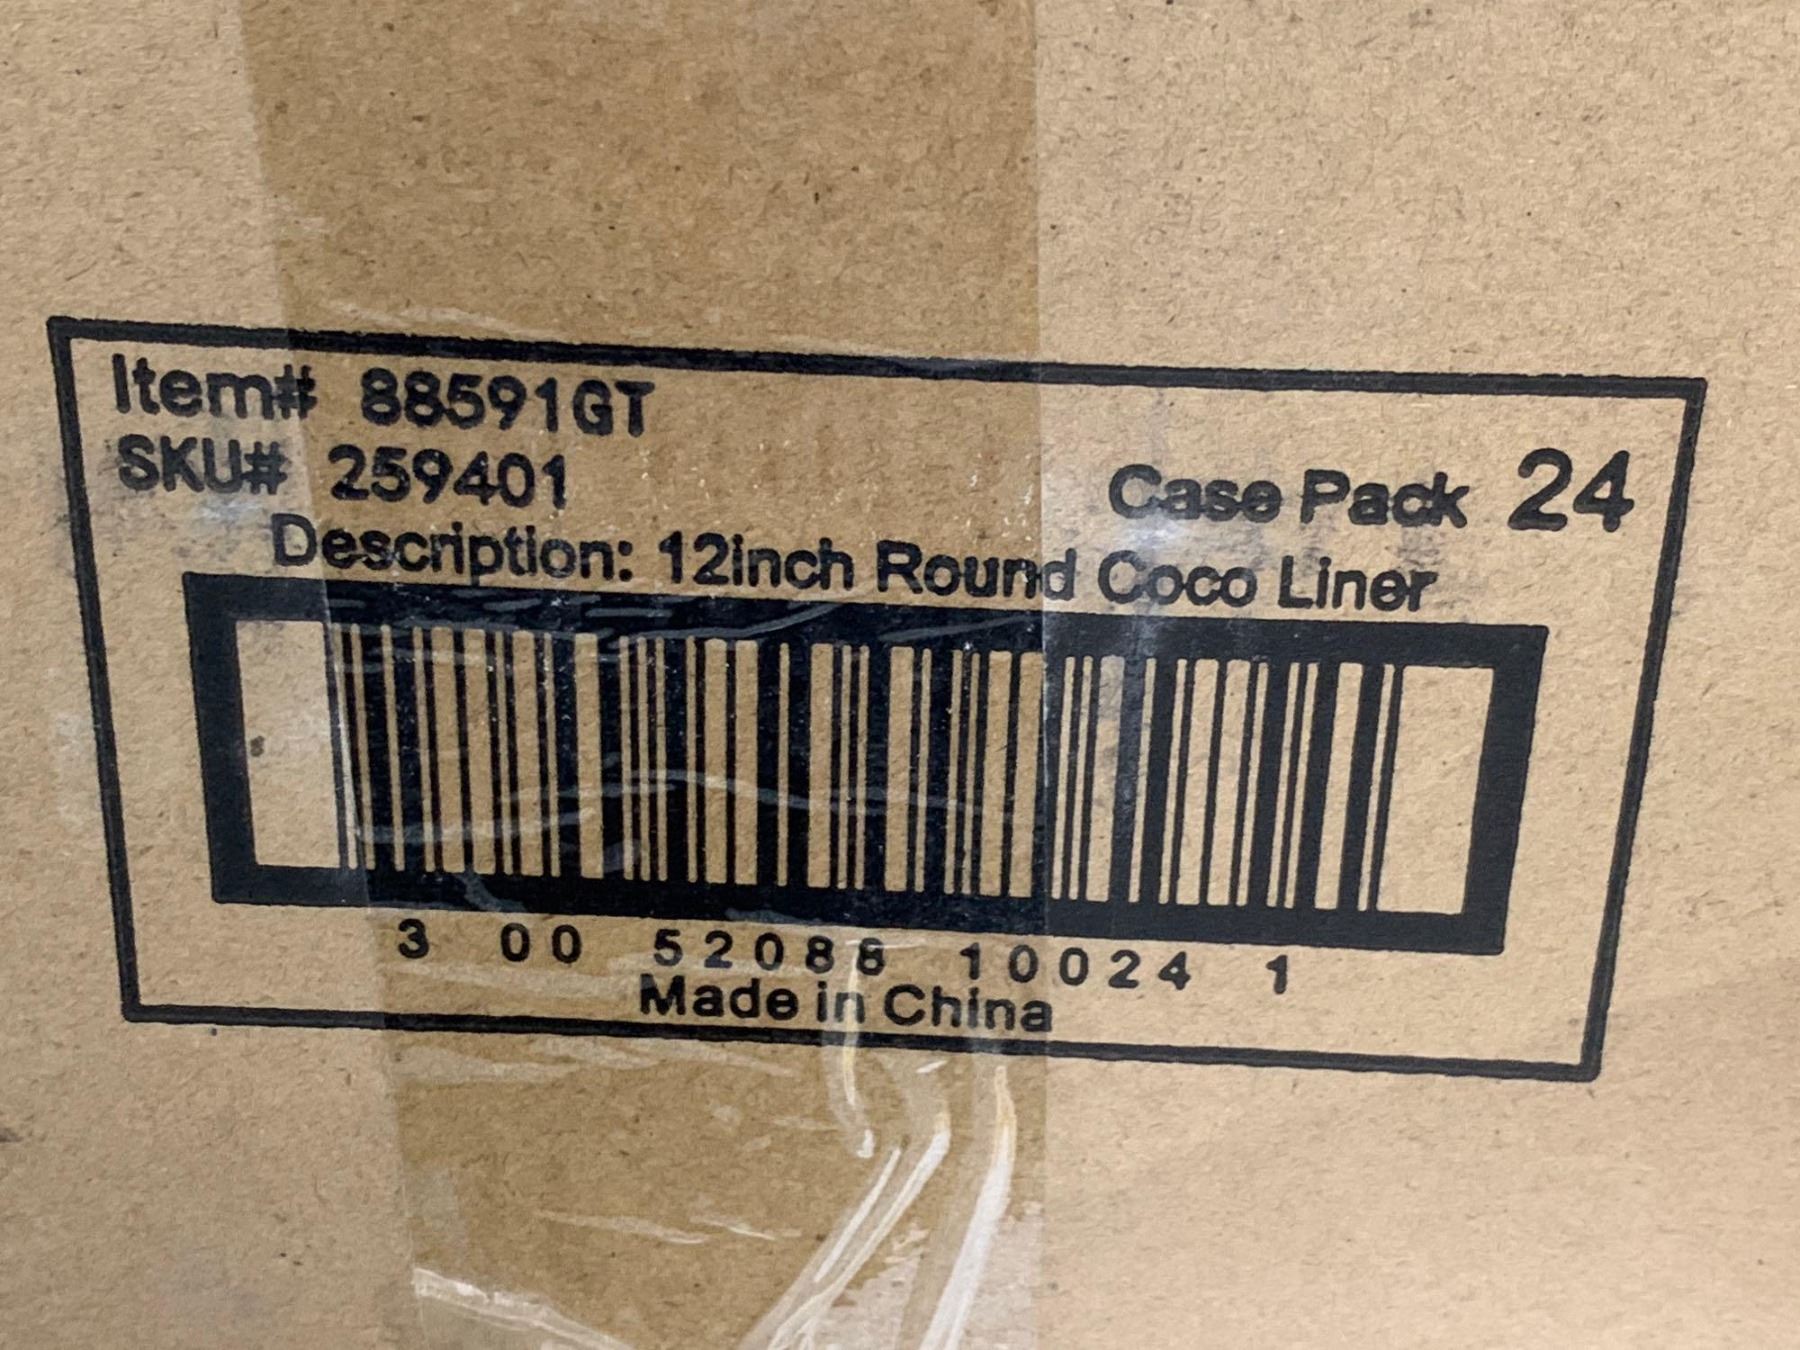 Item# 88591GT
SKU# 259401
Case Pack 24
Description: 12inch Round Coco Liner
3 00 52088 10024 1
Made in China